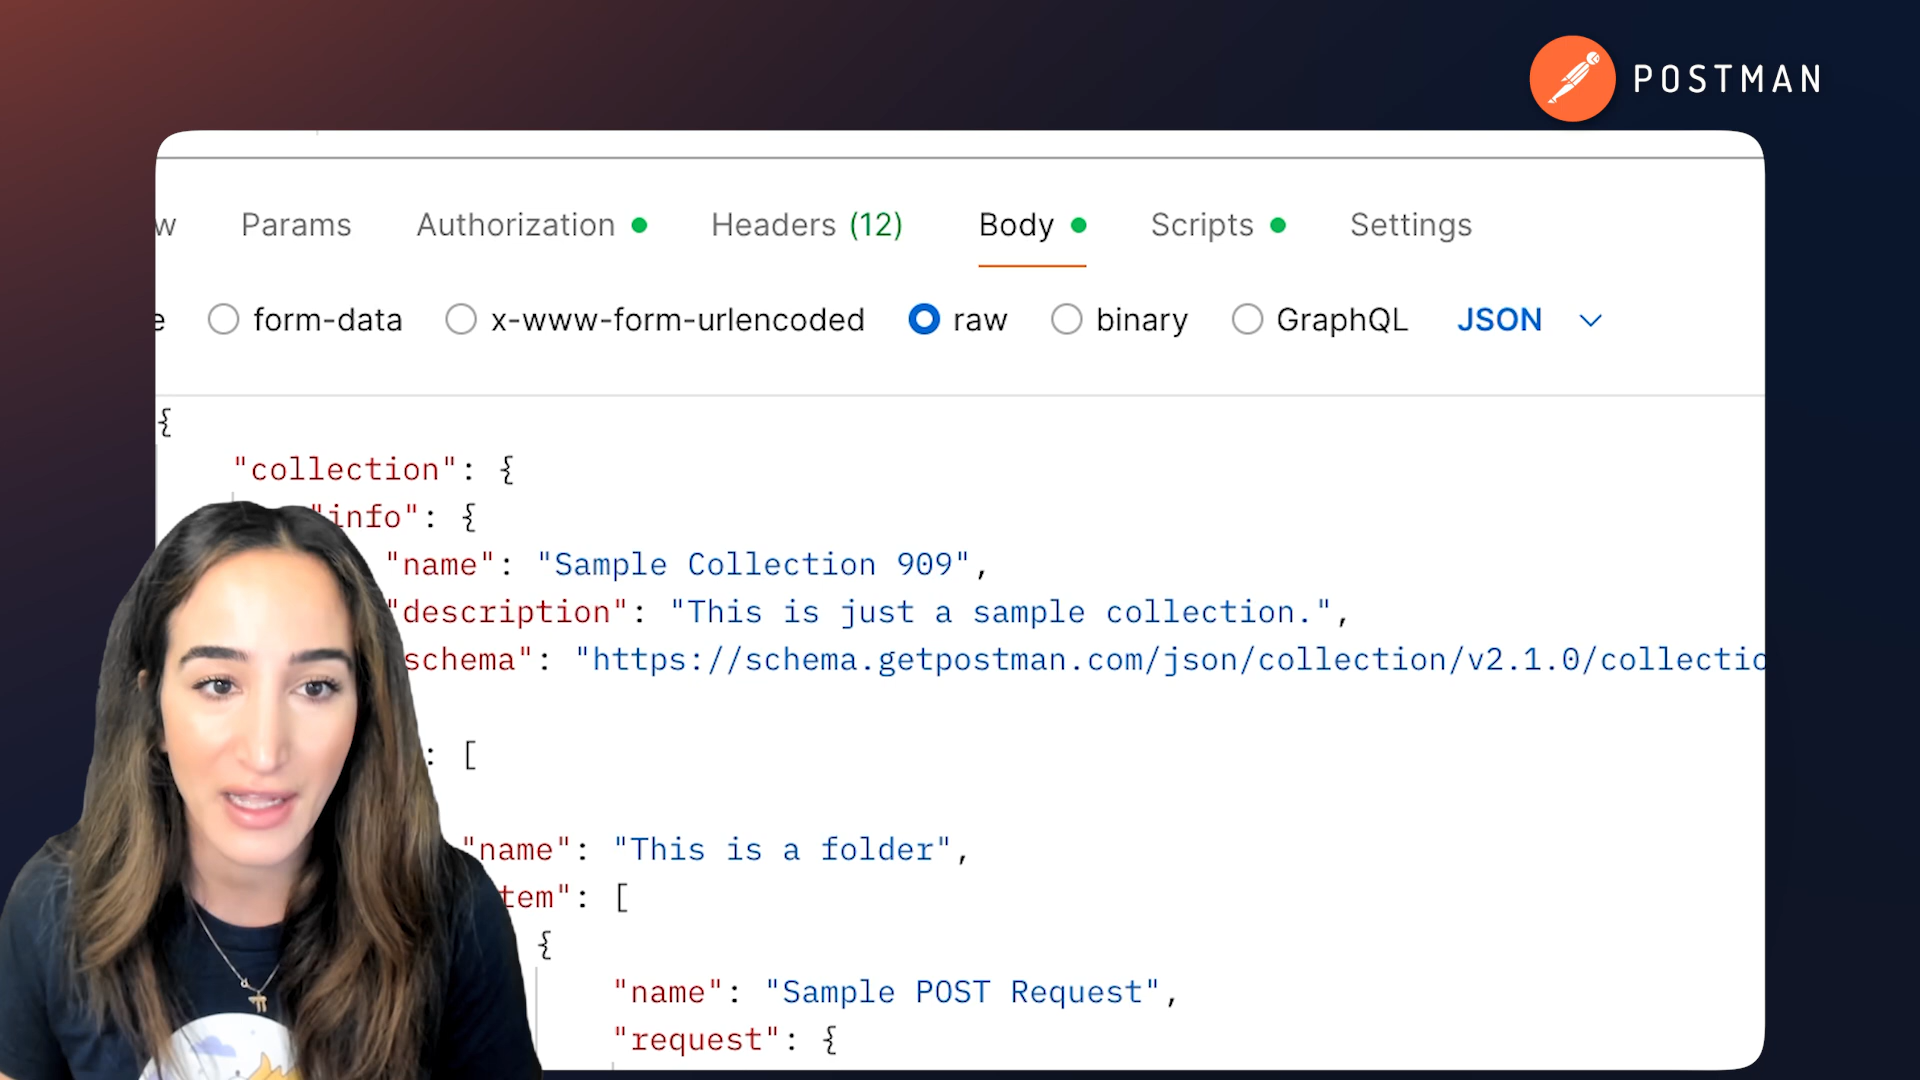 POSTMAN
w Params Authorization Headers (12) Body Scripts Settings
e form-data x-www-form-urlencoded raw binary GraphQL JSON
{
"collection": {
"info": {
"name": "Sample Collection 909",
"description": "This is just a sample collection.",
schema": "https://schema.getpostman.com/json/collection/v2.1.0/collectio
: [
"name": "This is a folder",
tem": [
{
"name": "Sample POST Request",
"request": {